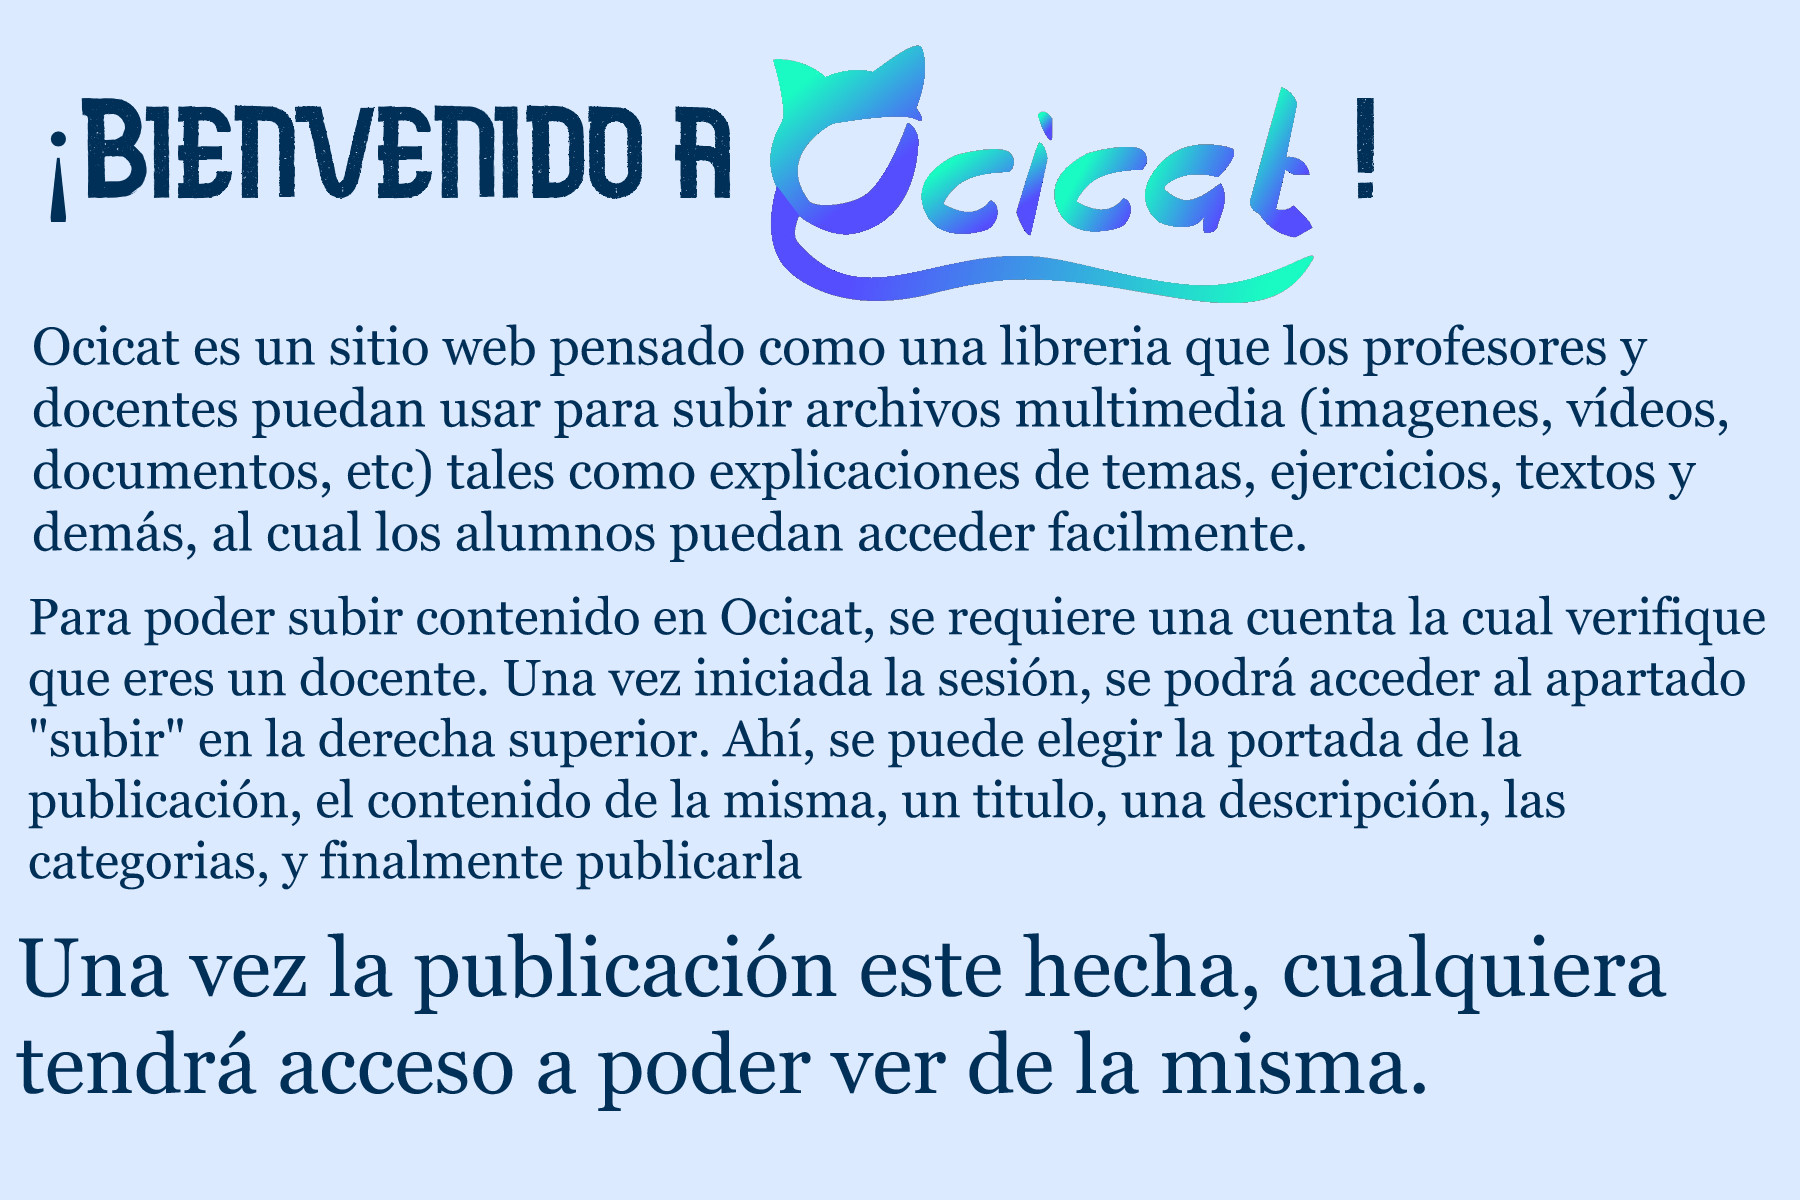 ¡BIENVENIDO A Ocicat !
Ocicat es un sitio web pensado como una libreria que los profesores y
docentes puedan usar para subir archivos multimedia (imagenes, vídeos,
documentos, etc) tales como explicaciones de temas, ejercicios, textos y
demás, al cual los alumnos puedan acceder facilmente.
Para poder subir contenido en Ocicat, se requiere una cuenta la cual verifique
que eres un docente. Una vez iniciada la sesión, se podrá acceder al apartado
"subir" en la derecha superior. Ahí, se puede elegir la portada de la
publicación, el contenido de la misma, un titulo, una descripción, las
categorias, y finalmente publicarla
Una vez la publicación este hecha, cualquiera
tendrá acceso a poder ver de la misma.